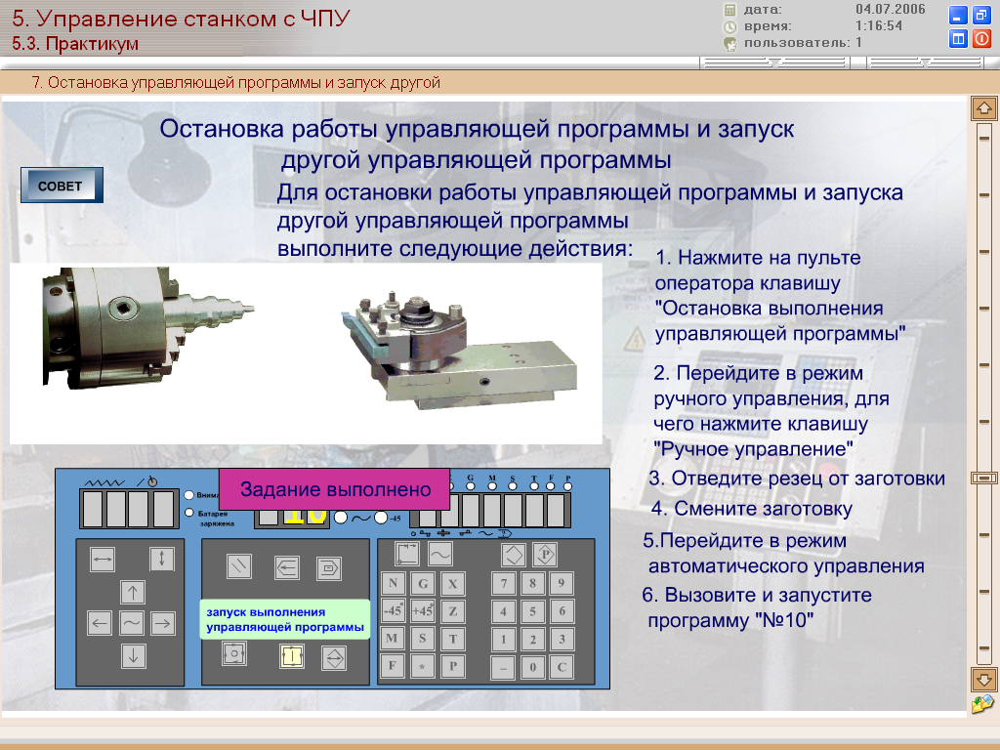 5. Управление станком с ЧПУ
5.3. Практикум
дата: 04.07.2006
время: 1:16:54
пользователь: 1
7. Остановка управляющей программы и запуск другой
Остановка работы управляющей программы и запуск
другой управляющей программы
СОВЕТ
Для остановки работы управляющей программы и запуска
другой управляющей программы
выполните следующие действия:
1. Нажмите на пульте
оператора клавишу
"Остановка выполнения
управляющей программы"
2. Перейдите в режим
ручного управления, для
чего нажмите клавишу
"Ручное управление"
3. Отведите резец от заготовки
4. Смените заготовку
5.Перейдите в режим
автоматического управления
6. Вызовите и запустите
программу "№10"
Задание выполнено
G M S T F P
Батарея
заряжена
10
-45
P
N G X 7 8 9
-45° +45° Z 4 5 6
M S T 1 2 3
F * P – 0 C
запуск выполнения
управляющей программы